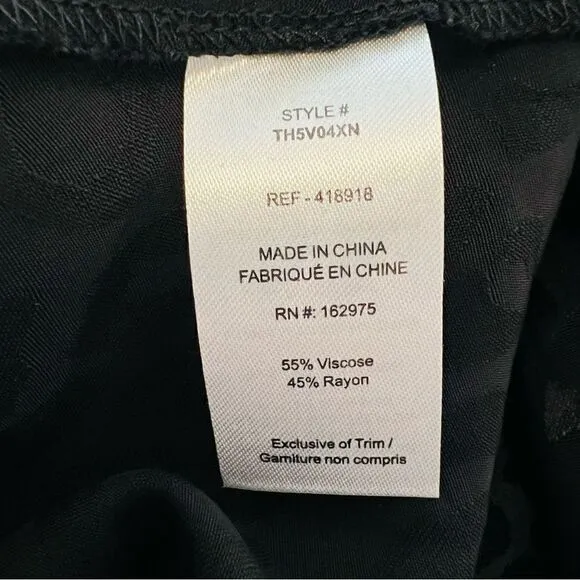 STYLE #
TH5V04XN
REF - 418918
MADE IN CHINA
FABRIQUÉ EN CHINE
RN #: 162975
55% Viscose
45% Rayon
Exclusive of Trim /
Garniture non compris